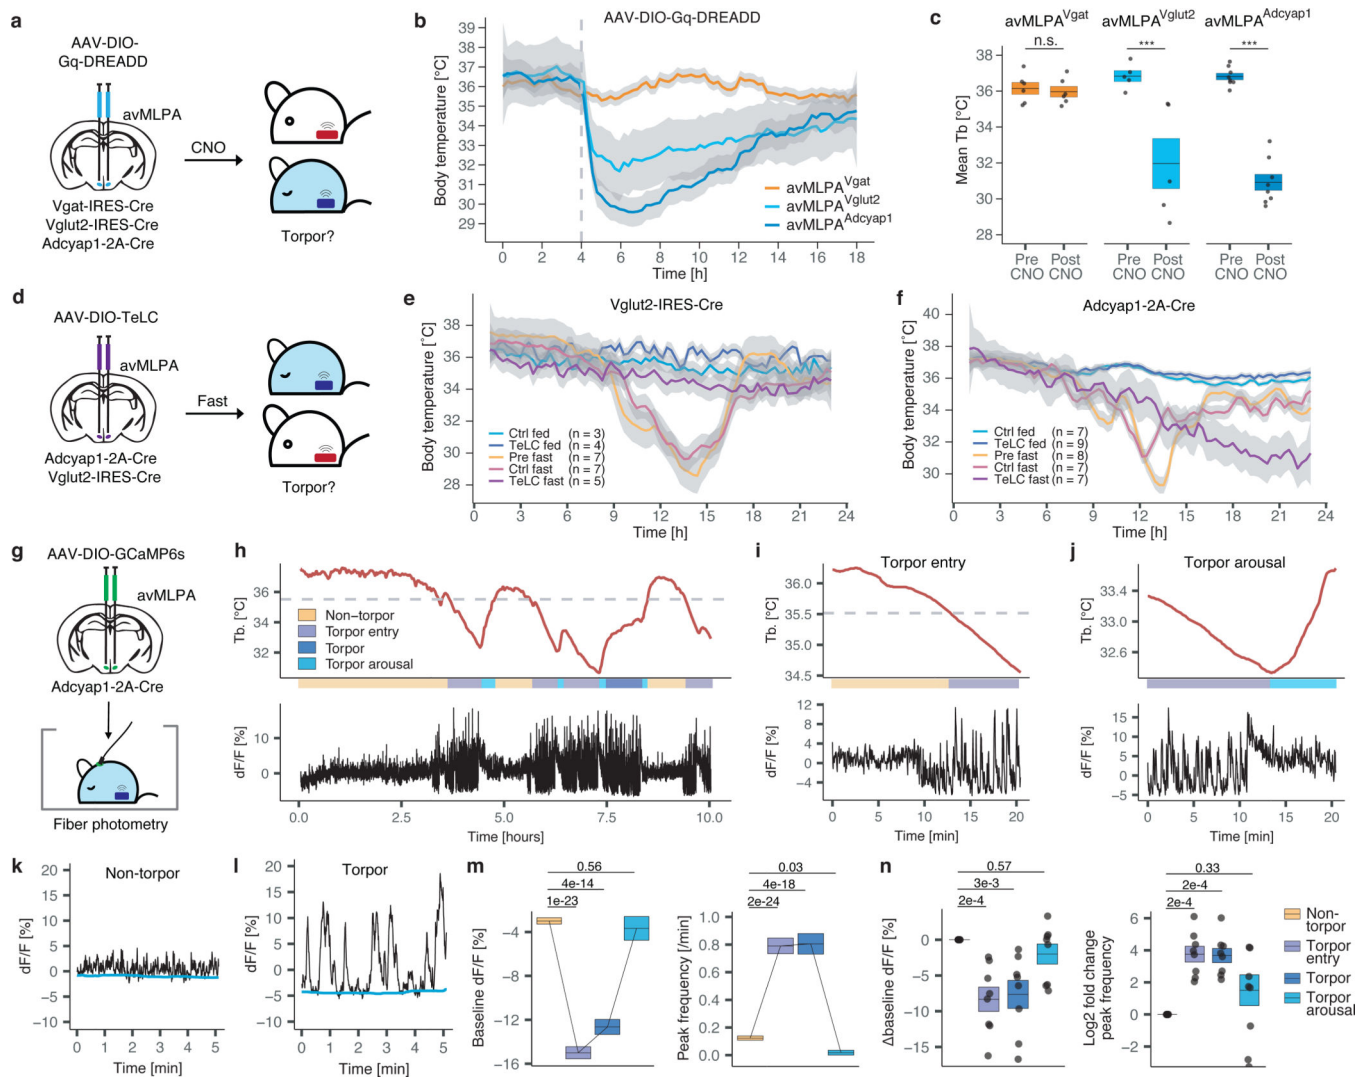 a
AAV-DIO-
Gq-DREADD
avMLPA
CNO
Vgat-IRES-Cre
Vglut2-IRES-Cre
Adcyap1-2A-Cre
Torpor?
b
AAV-DIO-Gq-DREADD
Body temperature [°C]
39
38
37
36
35
34
33
32
31
30
29
avMLPA^Vgat
avMLPA^Vglut2
avMLPA^Adcyap1
0 2 4 6 8 10 12 14 16 18
Time [h]
c
avMLPA^Vgat avMLPA^Vglut2 avMLPA^Adcyap1
n.s. *** ***
Mean Tb [°C]
36
34
32
30
28
Pre Post Pre Post Pre Post
CNO CNO CNO CNO CNO CNO
d
AAV-DIO-TeLC
avMLPA
Fast
Adcyap1-2A-Cre
Vglut2-IRES-Cre
Torpor?
e
Vglut2-IRES-Cre
Body temperature [°C]
38
36
34
32
30
28
Ctrl fed (n = 3)
TeLC fed (n = 4)
Pre fast (n = 7)
Ctrl fast (n = 7)
TeLC fast (n = 5)
0 3 6 9 12 15 18 21 24
Time [h]
f
Adcyap1-2A-Cre
Body temperature [°C]
40
38
36
34
32
30
Ctrl fed (n = 7)
TeLC fed (n = 9)
Pre fast (n = 8)
Ctrl fast (n = 7)
TeLC fast (n = 7)
0 3 6 9 12 15 18 21 24
Time [h]
g
AAV-DIO-GCaMP6s
avMLPA
Adcyap1-2A-Cre
Fiber photometry
h
Tb. [°C]
36
34
32
Non-torpor
Torpor entry
Torpor
Torpor arousal
dF/F [%]
10
0
0.0 2.5 5.0 7.5 10.0
Time [hours]
i
Torpor entry
Tb. [°C]
36.0
35.5
35.0
34.5
dF/F [%]
12
8
4
0
−4
0 5 10 15 20
Time [min]
j
Torpor arousal
Tb. [°C]
33.4
33.0
32.6
dF/F [%]
15
10
5
0
−5
0 5 10 15 20
Time [min]
k
Non-torpor
dF/F [%]
20
15
10
5
0
−5
−10
0 1 2 3 4 5
Time [min]
l
Torpor
dF/F [%]
20
15
10
5
0
−5
−10
0 1 2 3 4 5
Time [min]
m
0.56
4e-14
1e-23
Baseline dF/F [%]
−4
−8
−12
−16
0.03
4e-18
2e-24
Peak frequency [/min]
1.0
0.8
0.6
0.4
0.2
0.0
n
0.57
3e-3
2e-4
Δbaseline dF/F [%]
0
−5
−10
−15
0.33
2e-4
2e-4
Log2 fold change
peak frequency
6
4
2
0
−2
Non-
torpor
Torpor
entry
Torpor
Torpor
arousal